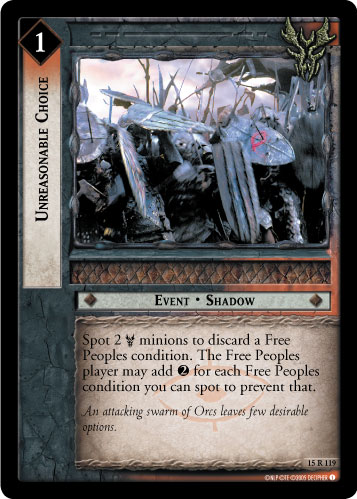 1
UNREASONABLE CHOICE
EVENT • SHADOW
Spot 2 minions to discard a Free
Peoples condition. The Free Peoples
player may add 2 for each Free Peoples
condition you can spot to prevent that.
An attacking swarm of Orcs leaves few desirable
options.
15 R 119